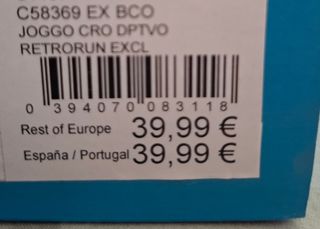 C58369 EX BCO
JOGGO CRO DPTVO
RETRORUN EXCL
0 394070 083118
Rest of Europe 39,99 €
España / Portugal 39,99 €